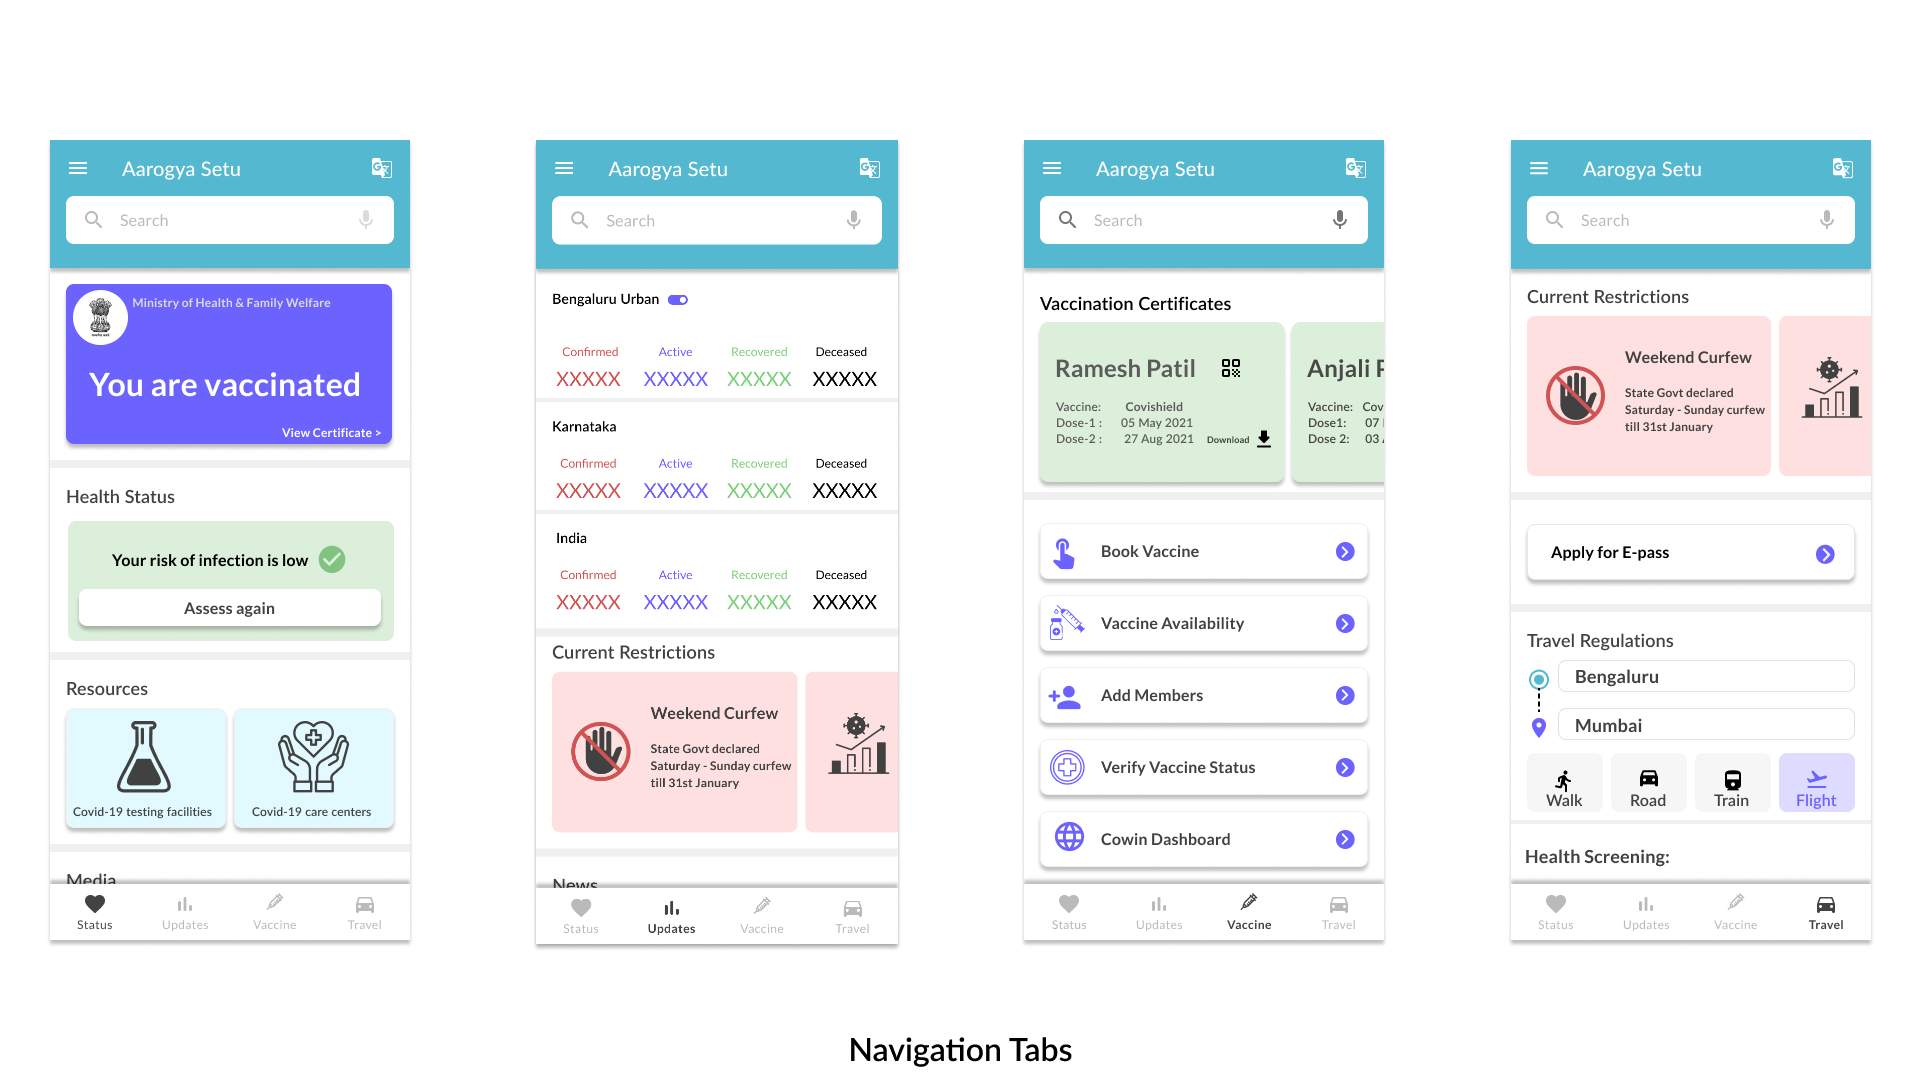 Aarogya Setu
Search
Ministry of Health & Family Welfare
You are vaccinated
View Certificate >
Health Status
Your risk of infection is low
Assess again
Resources
Covid-19 testing facilities
Covid-19 care centers
Media
Status
Updates
Vaccine
Travel
Aarogya Setu
Search
Bengaluru Urban
Confirmed Active Recovered Deceased
XXXXX XXXXX XXXXX XXXXX
Karnataka
Confirmed Active Recovered Deceased
XXXXX XXXXX XXXXX XXXXX
India
Confirmed Active Recovered Deceased
XXXXX XXXXX XXXXX XXXXX
Current Restrictions
Weekend Curfew
State Govt declared
Saturday - Sunday curfew
till 31st January
News
Status
Updates
Vaccine
Travel
Aarogya Setu
Search
Vaccination Certificates
Ramesh Patil
Vaccine: Covishield
Dose-1 : 05 May 2021
Dose-2 : 27 Aug 2021
Download
Anjali
Vaccine: Cov
Dose1: 07
Dose 2: 03
Book Vaccine
Vaccine Availability
Add Members
Verify Vaccine Status
Cowin Dashboard
Status
Updates
Vaccine
Travel
Aarogya Setu
Search
Current Restrictions
Weekend Curfew
State Govt declared
Saturday - Sunday curfew
till 31st January
Apply for E-pass
Travel Regulations
Bengaluru
Mumbai
Walk
Road
Train
Flight
Health Screening:
Status
Updates
Vaccine
Travel
Navigation Tabs